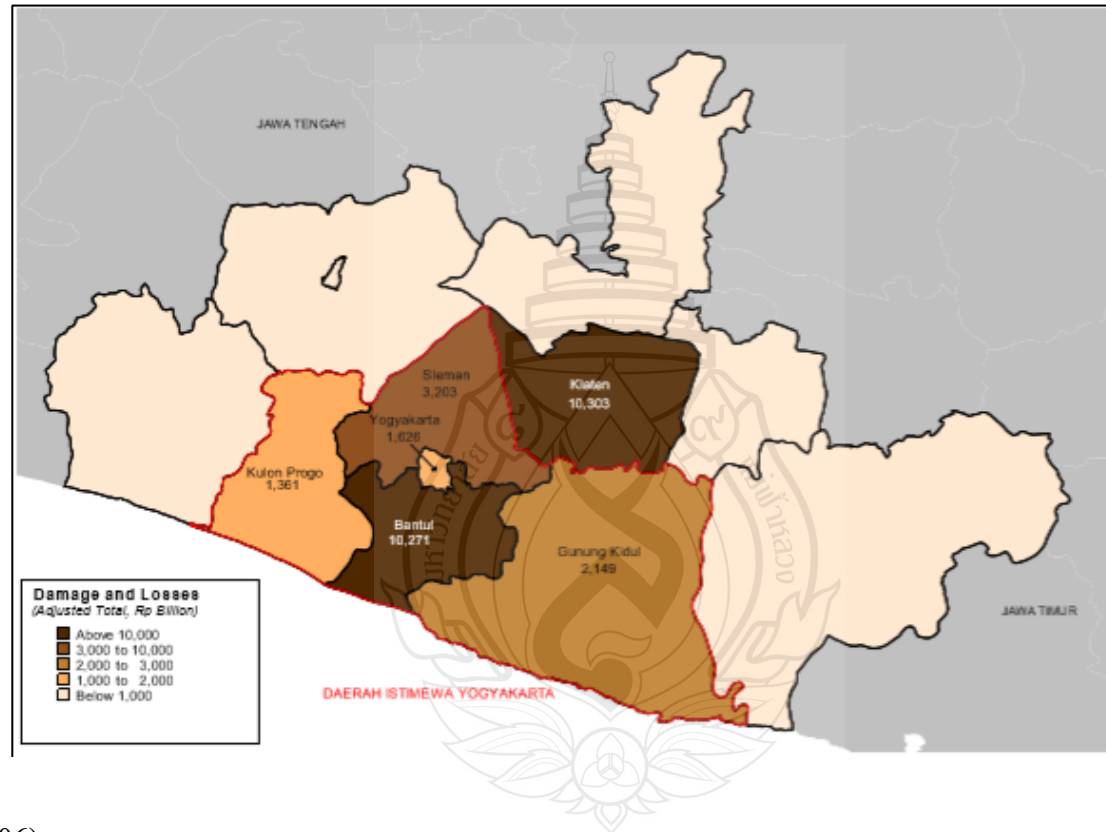 JAWA TENGAH
Sleman
3,203
Klaten
10,303
Yogyakarta
1,626
Kulon Progo
1,361
Bantul
10,271
Gunung Kidul
2,149
JAWA TIMUR
DAERAH ISTIMEWA YOGYAKARTA
Damage and Losses
(Adjusted Total, Rp Billion)
Above 10,000
3,000 to 10,000
2,000 to 3,000
1,000 to 2,000
Below 1,000